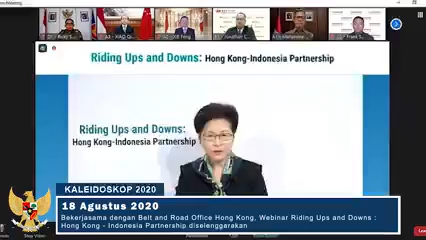 Riding Ups and Downs: Hong Kong-Indonesia Partnership
Riding Ups and Downs:
Hong Kong-Indonesia Partnership
KALEIDOSKOP 2020
18 Agustus 2020
Bekerjasama dengan Belt and Road Office Hong Kong, Webinar Riding Ups and Downs :
Hong Kong - Indonesia Partnership diselenggarakan
Stop Video